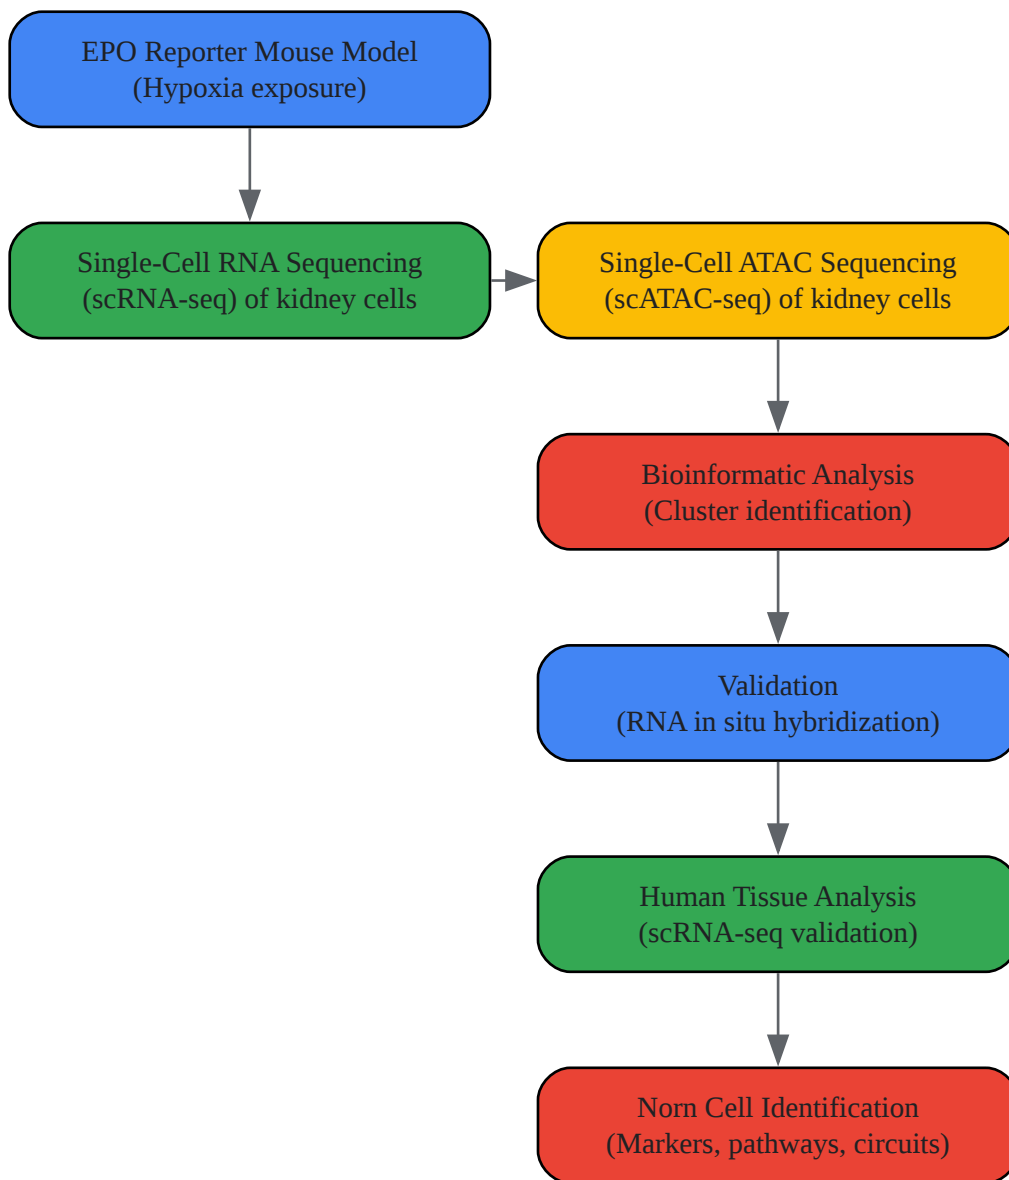 EPO Reporter Mouse Model
(Hypoxia exposure)
Single-Cell RNA Sequencing
(scRNA-seq) of kidney cells
Single-Cell ATAC Sequencing
(scATAC-seq) of kidney cells
Bioinformatic Analysis
(Cluster identification)
Validation
(RNA in situ hybridization)
Human Tissue Analysis
(scRNA-seq validation)
Norn Cell Identification
(Markers, pathways, circuits)